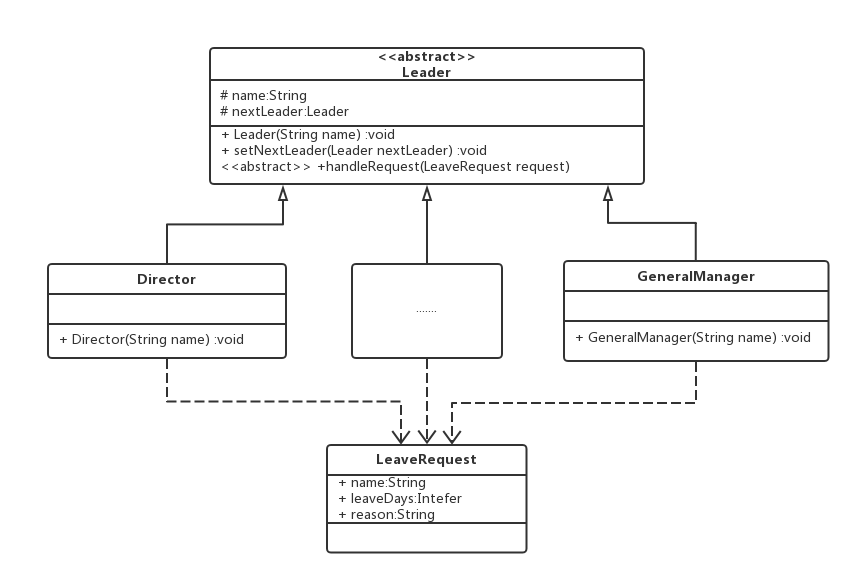 <<abstract>>
Leader
# name:String
# nextLeader:Leader
+ Leader(String name) :void
+ setNextLeader(Leader nextLeader) :void
<<abstract>> +handleRequest(LeaveRequest request)
Director
+ Director(String name) :void
.......
GeneralManager
+ GeneralManager(String name) :void
LeaveRequest
+ name:String
+ leaveDays:Intefer
+ reason:String